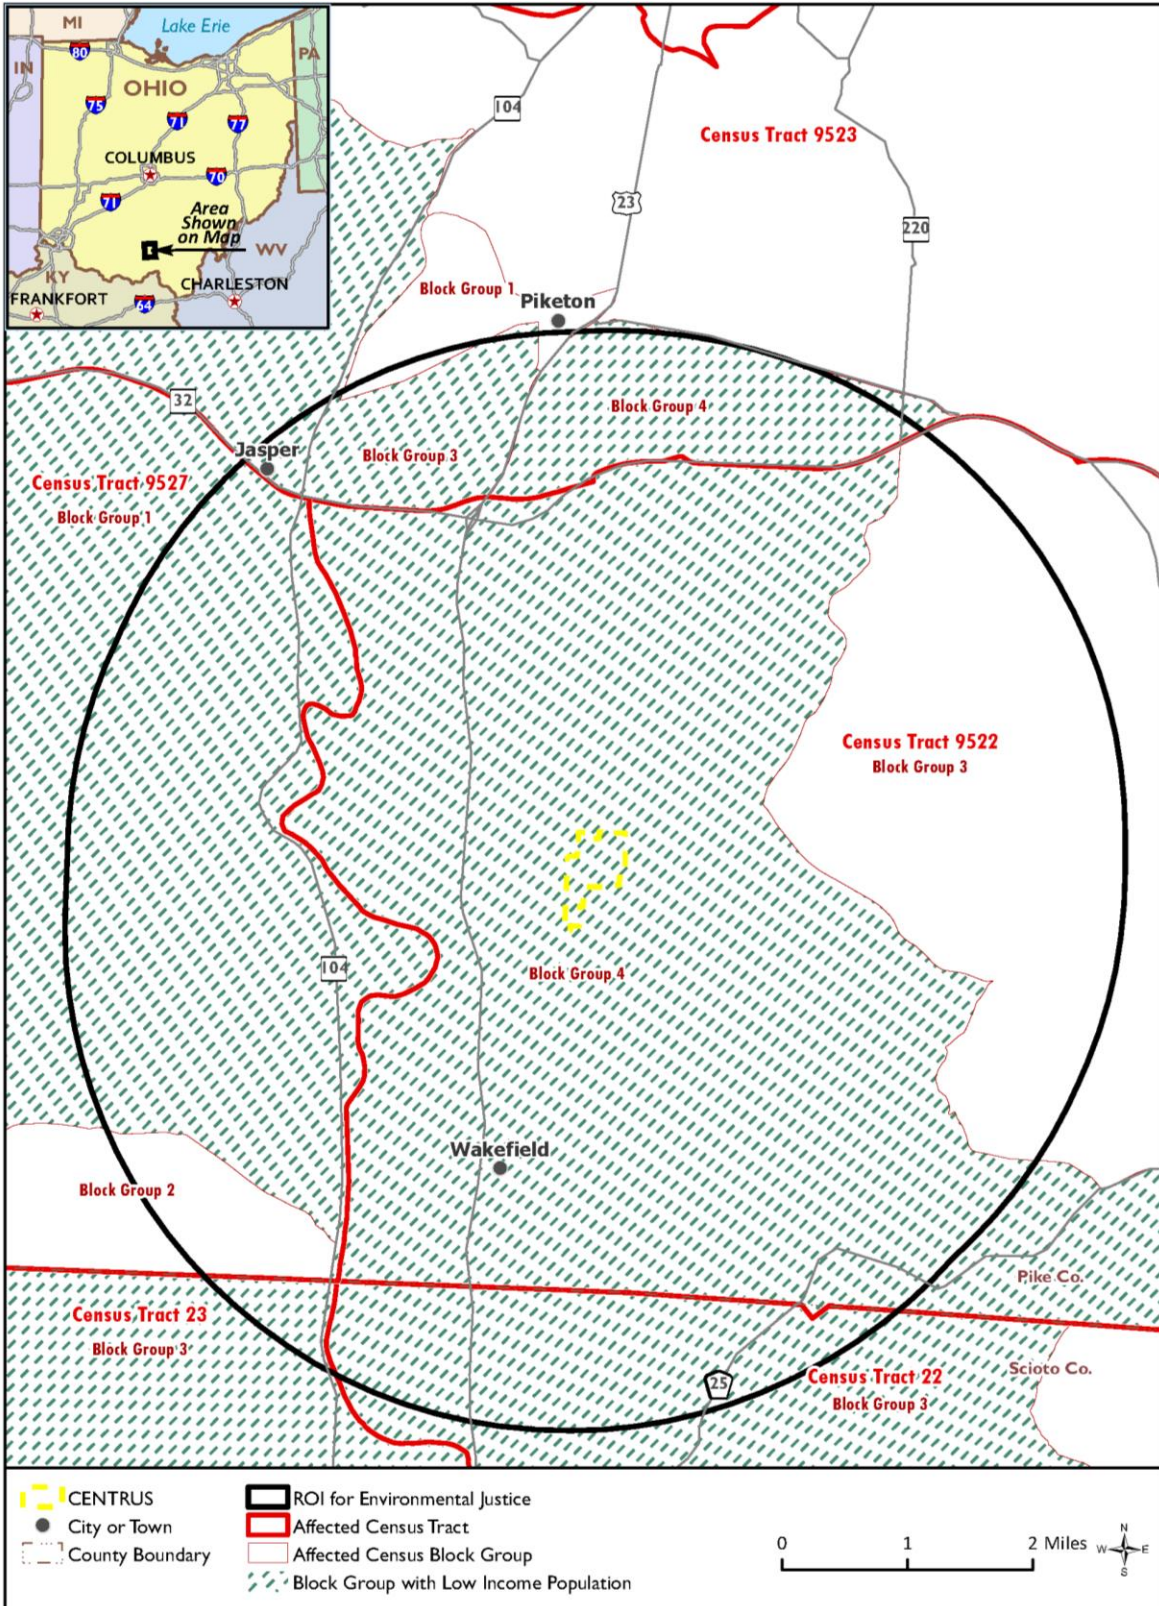 MI
Lake Erie
80
PA
IN
OHIO
75
71
77
COLUMBUS
70
71
Area
Shown
on Map
WV
KY
CHARLESTON
FRANKFORT
64
104
Census Tract 9523
23
220
Block Group 1
Piketon
32
Block Group 4
Jasper
Block Group 3
Census Tract 9527
Block Group 1
Census Tract 9522
Block Group 3
104
Block Group 4
Wakefield
Block Group 2
Pike Co.
Census Tract 23
Block Group 3
Scioto Co.
Census Tract 22
25
Block Group 3
CENTRUS
City or Town
County Boundary
ROI for Environmental Justice
Affected Census Tract
Affected Census Block Group
Block Group with Low Income Population
0 1 2 Miles
N
W E
S